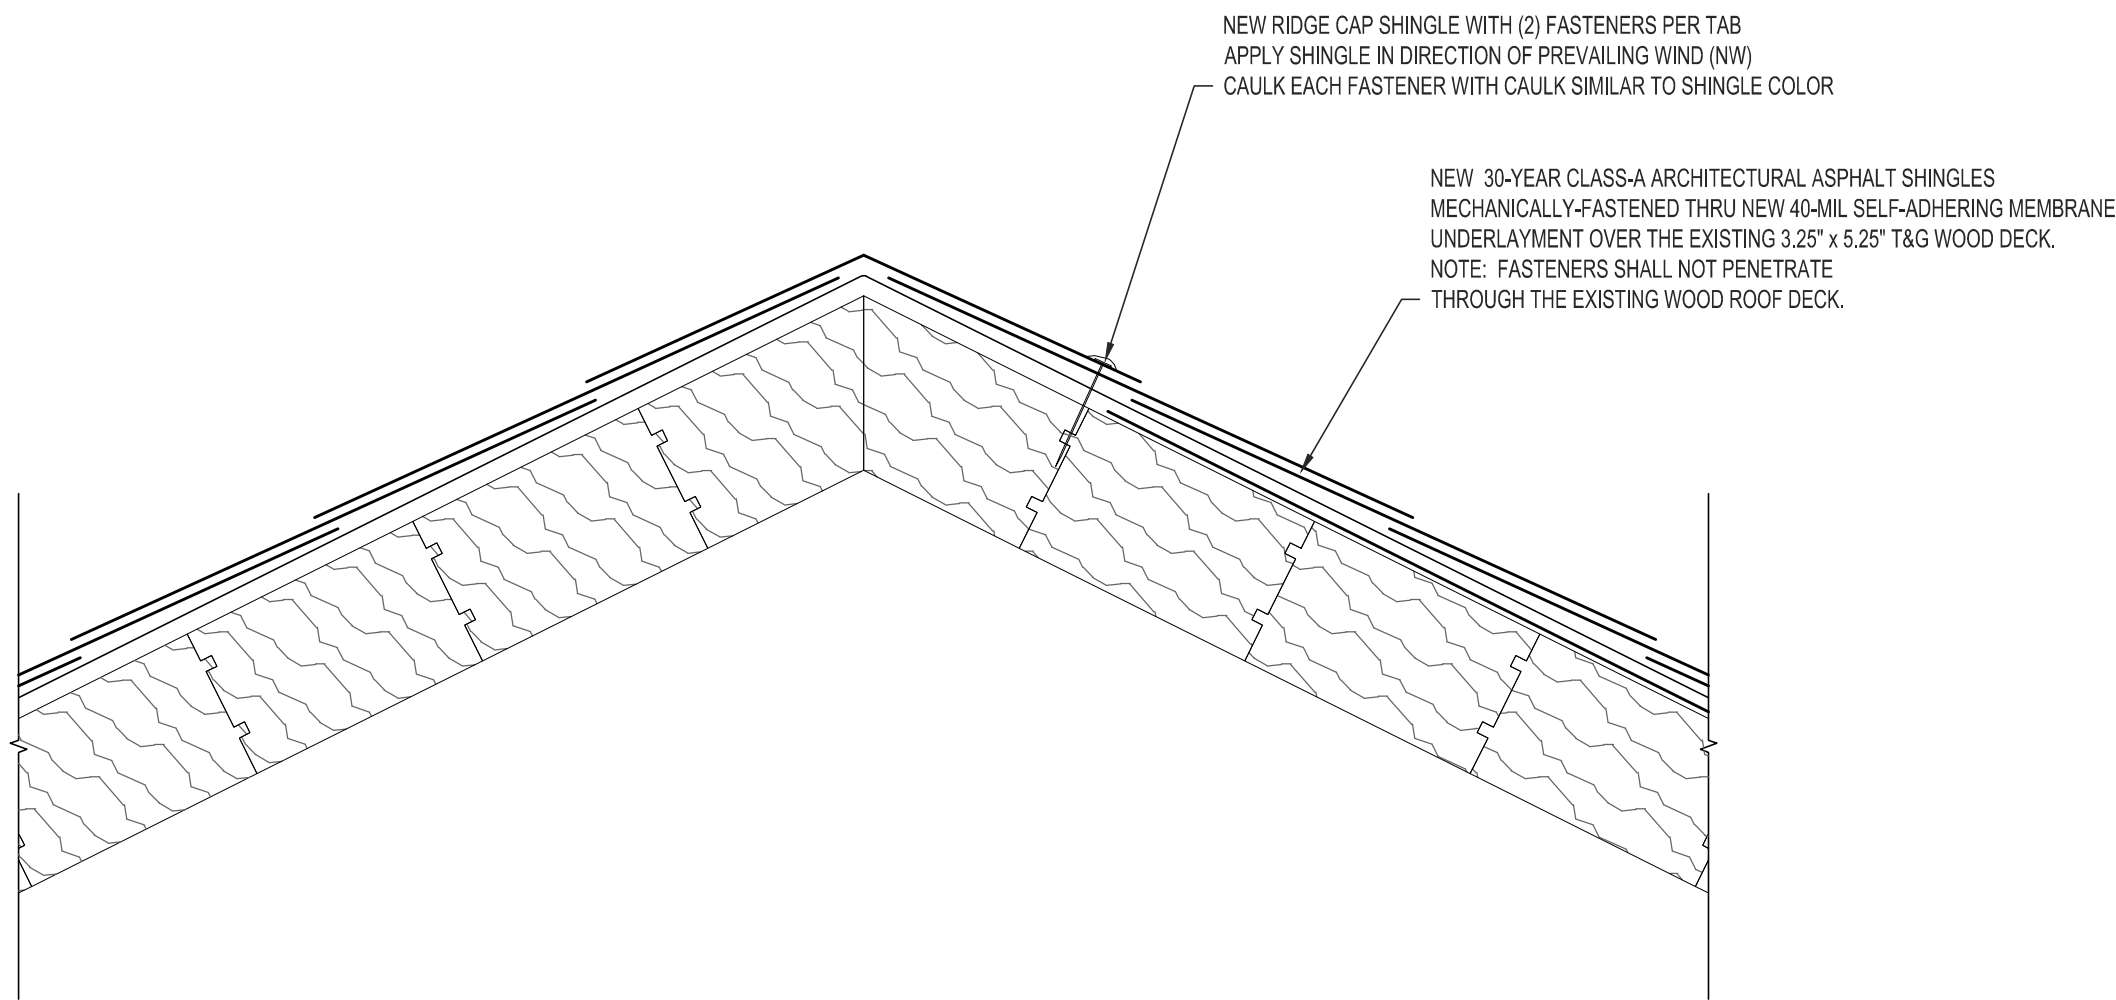 NEW RIDGE CAP SHINGLE WITH (2) FASTENERS PER TAB
APPLY SHINGLE IN DIRECTION OF PREVAILING WIND (NW)
CAULK EACH FASTENER WITH CAULK SIMILAR TO SHINGLE COLOR
NEW 30-YEAR CLASS-A ARCHITECTURAL ASPHALT SHINGLES
MECHANICALLY-FASTENED THRU NEW 40-MIL SELF-ADHERING MEMBRANE
UNDERLAYMENT OVER THE EXISTING 3.25" x 5.25" T&G WOOD DECK.
NOTE: FASTENERS SHALL NOT PENETRATE
THROUGH THE EXISTING WOOD ROOF DECK.